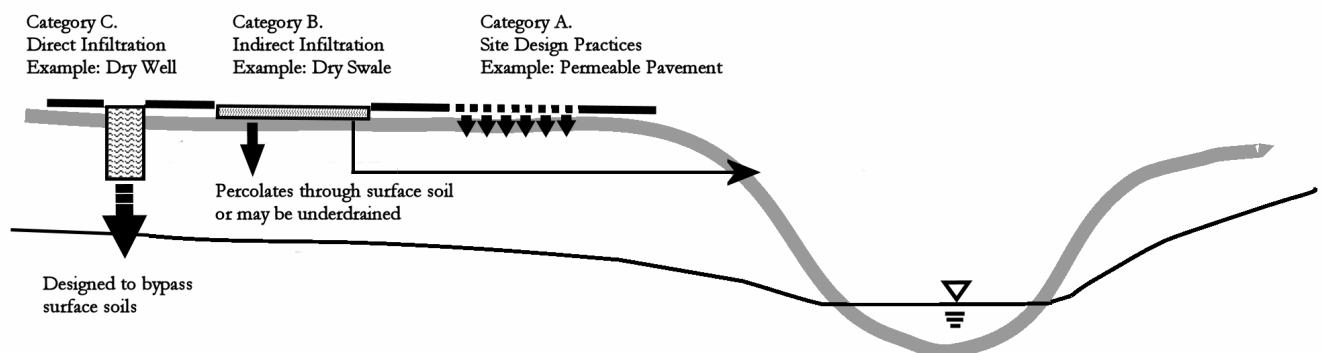 Category C.
Direct Infiltration
Example: Dry Well
Category B.
Indirect Infiltration
Example: Dry Swale
Category A.
Site Design Practices
Example: Permeable Pavement
Percolates through surface soil
or may be underdrained
Designed to bypass
surface soils